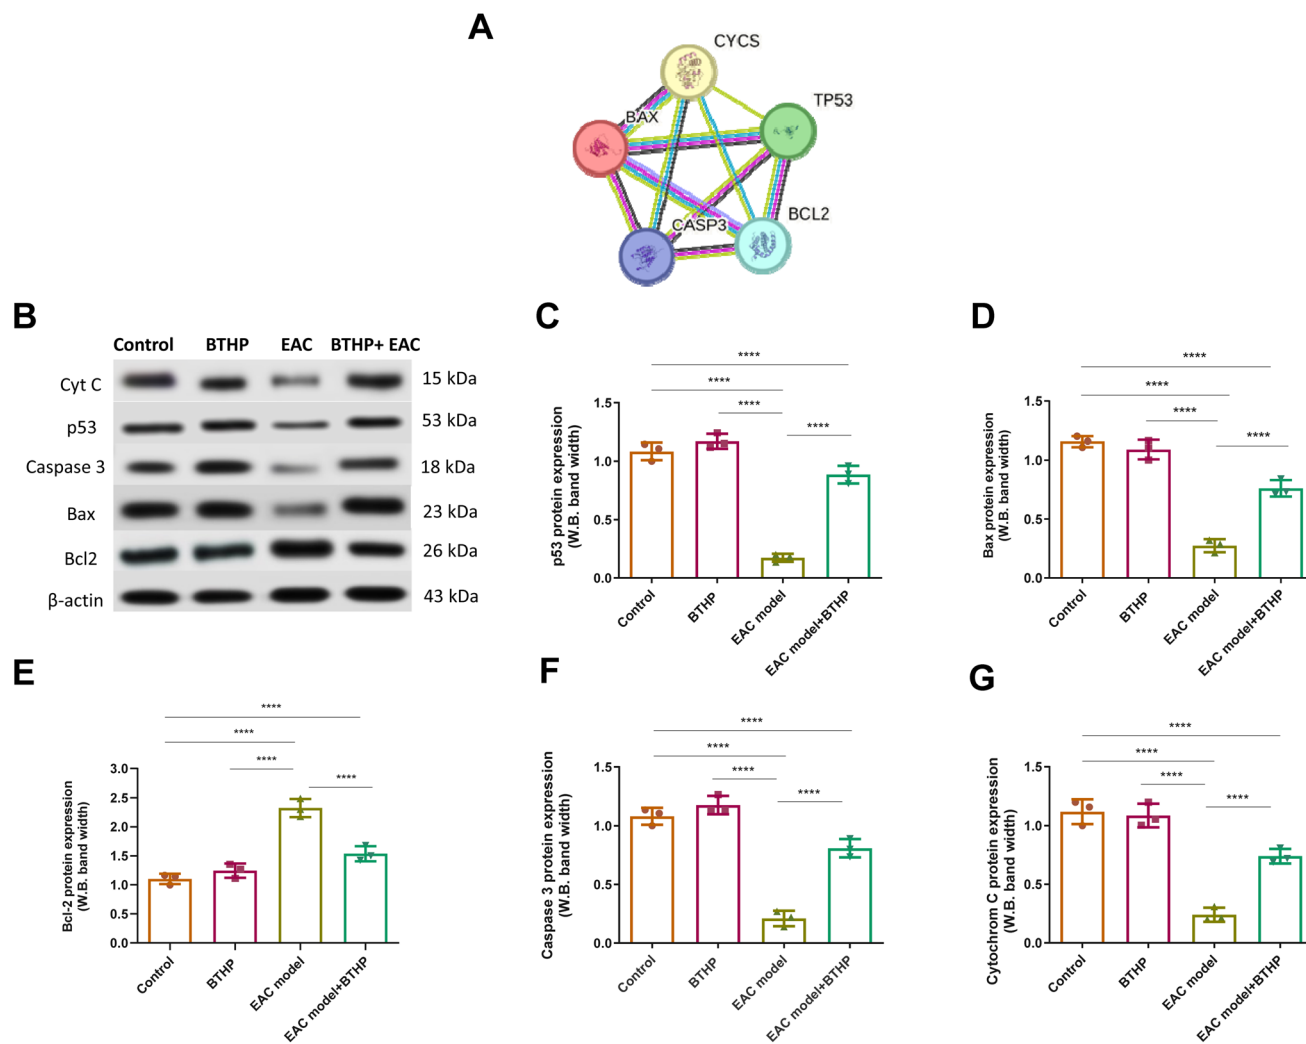 A
CYCS
TP53
BAX
BCL2
CASP3
B
Control BTHP EAC BTHP+ EAC
Cyt C 15 kDa
p53 53 kDa
Caspase 3 18 kDa
Bax 23 kDa
Bcl2 26 kDa
β-actin 43 kDa
C
****
****
****
****
p53 protein expression
(W.B. band width)
1.5
1.0
0.5
0.0
Control
BTHP
EAC model
EAC model+BTHP
D
****
****
****
****
Bax protein expression
(W.B. band width)
1.5
1.0
0.5
0.0
Control
BTHP
EAC model
EAC model+BTHP
E
****
****
****
****
Bcl-2 protein expression
(W.B. band width)
3.0
2.5
2.0
1.5
1.0
0.5
0.0
Control
BTHP
EAC model
EAC model+BTHP
F
****
****
****
****
Caspase 3 protein expression
(W.B. band width)
1.5
1.0
0.5
0.0
Control
BTHP
EAC model
EAC model+BTHP
G
****
****
****
****
Cytochrom C protein expression
(W.B. band width)
1.5
1.0
0.5
0.0
Control
BTHP
EAC model
EAC model+BTHP